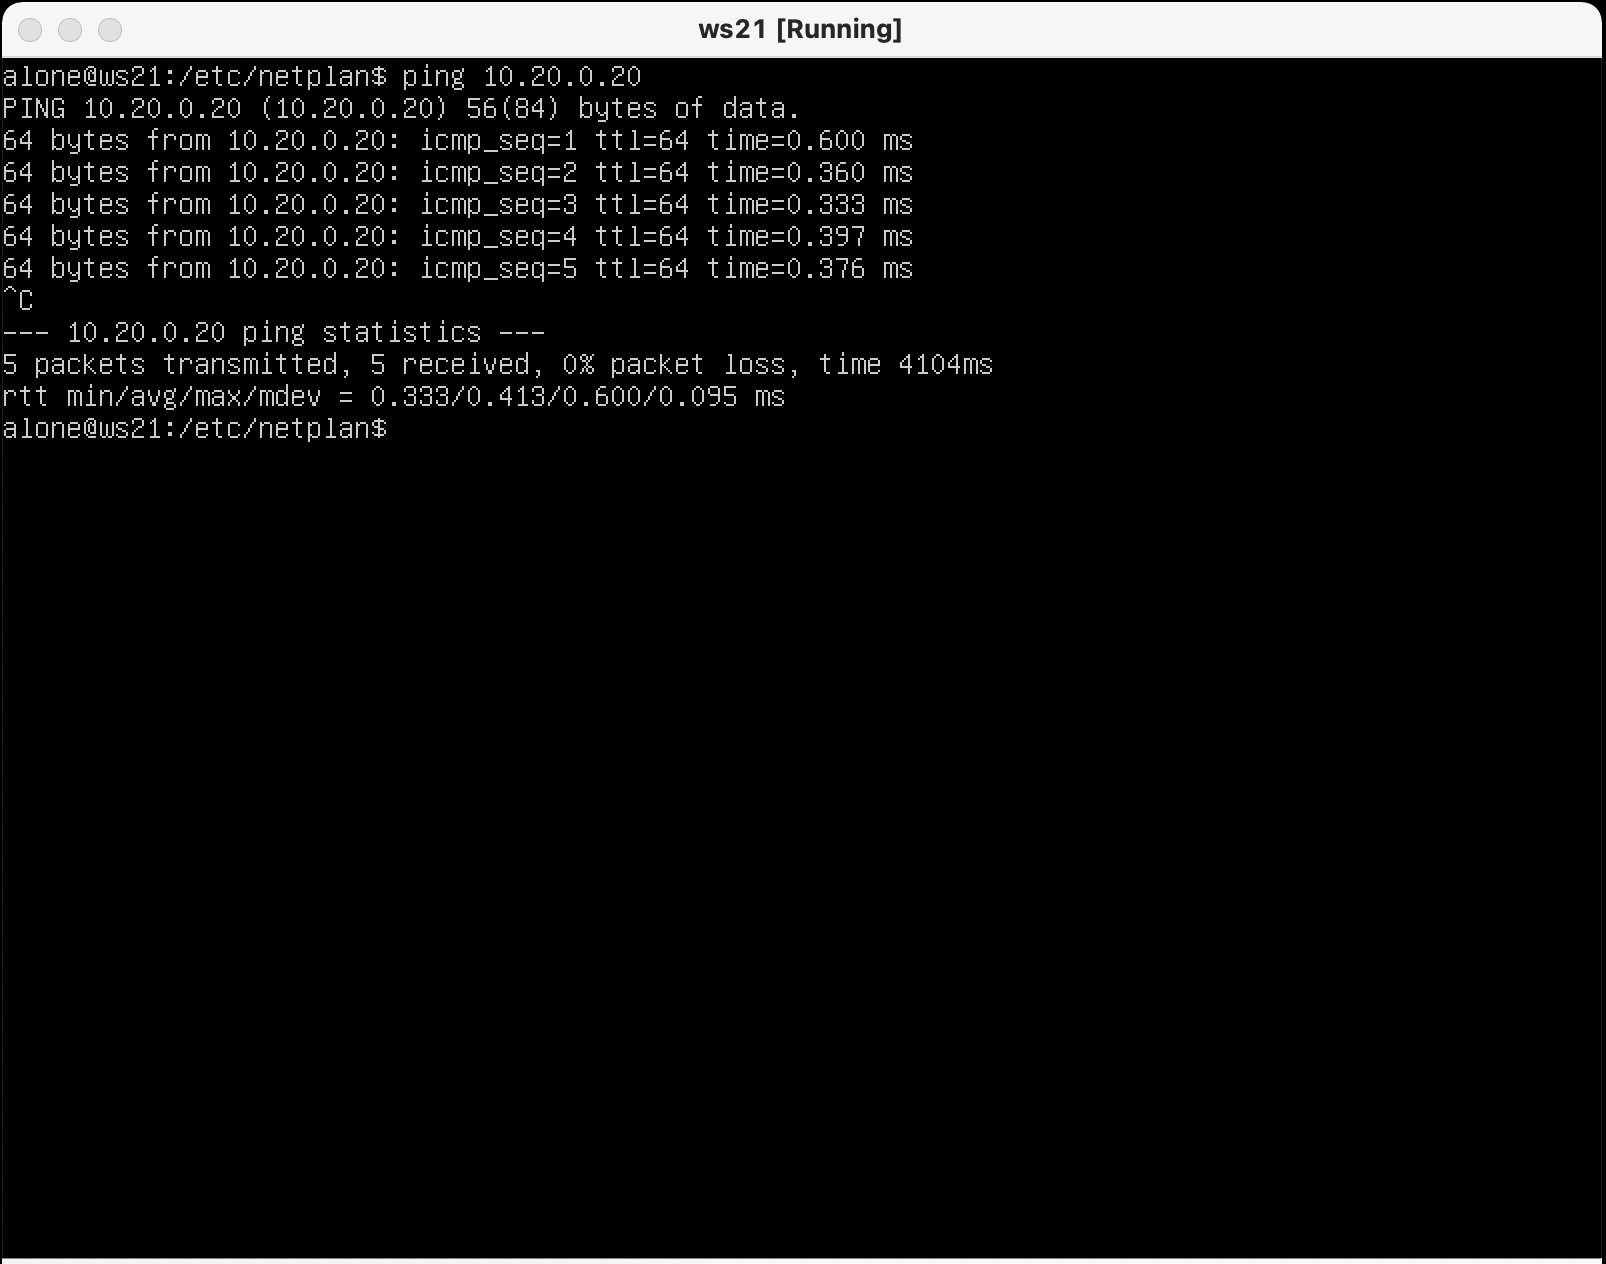 ws21 [Running]
alone@ws21:/etc/netplan$ ping 10.20.0.20
PING 10.20.0.20 (10.20.0.20) 56(84) bytes of data.
64 bytes from 10.20.0.20: icmp_seq=1 ttl=64 time=0.600 ms
64 bytes from 10.20.0.20: icmp_seq=2 ttl=64 time=0.360 ms
64 bytes from 10.20.0.20: icmp_seq=3 ttl=64 time=0.333 ms
64 bytes from 10.20.0.20: icmp_seq=4 ttl=64 time=0.397 ms
64 bytes from 10.20.0.20: icmp_seq=5 ttl=64 time=0.376 ms
^C
--- 10.20.0.20 ping statistics ---
5 packets transmitted, 5 received, 0% packet loss, time 4104ms
rtt min/avg/max/mdev = 0.333/0.413/0.600/0.095 ms
alone@ws21:/etc/netplan$